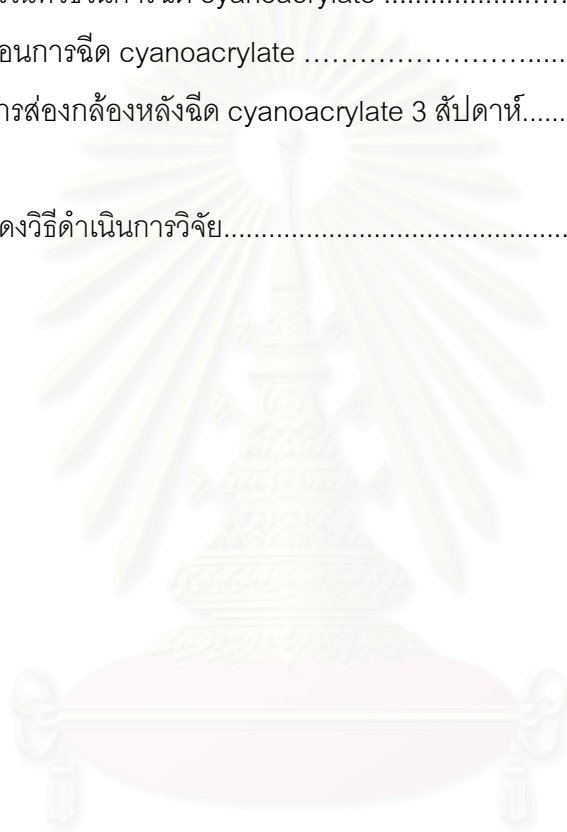 อนการฉีด cyanoacrylate ……………………......
ารส่องกล้องหลังฉีด cyanoacrylate 3 สัปดาห์......
ดงวิธีดำเนินการวิจัย..............................................